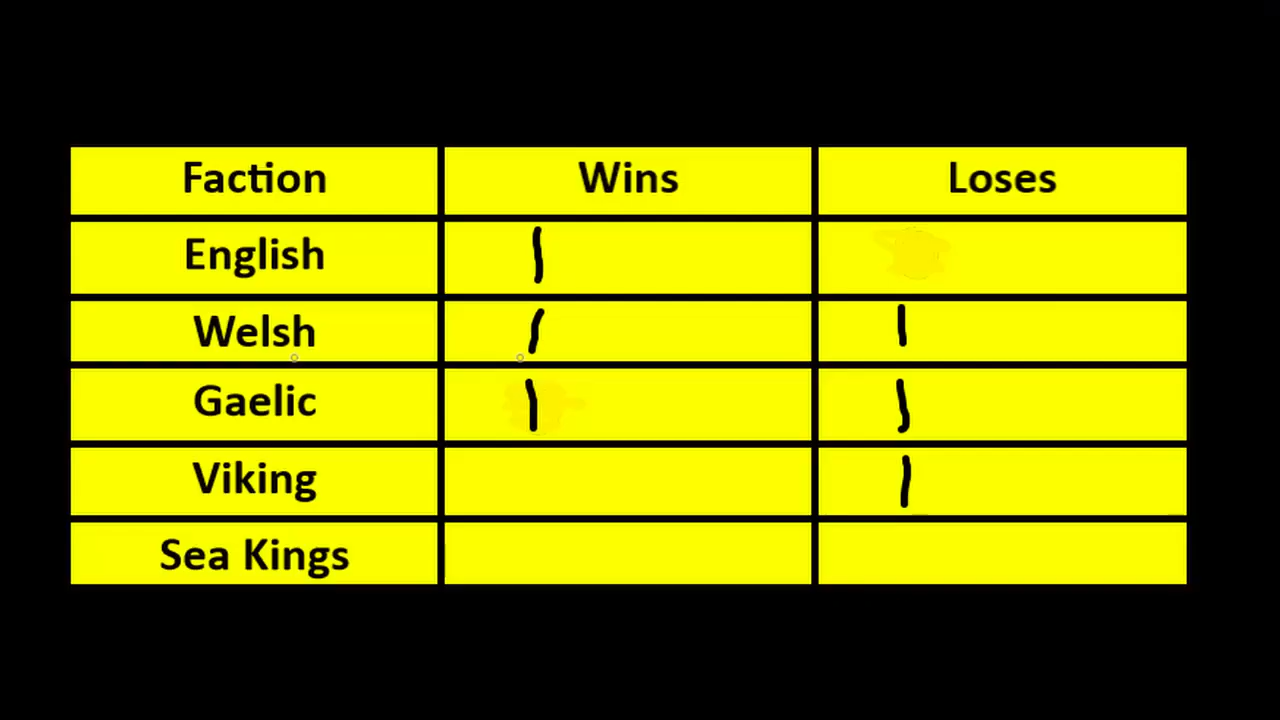 Faction Wins Loses
English |
Welsh | |
Gaelic | |
Viking |
Sea Kings